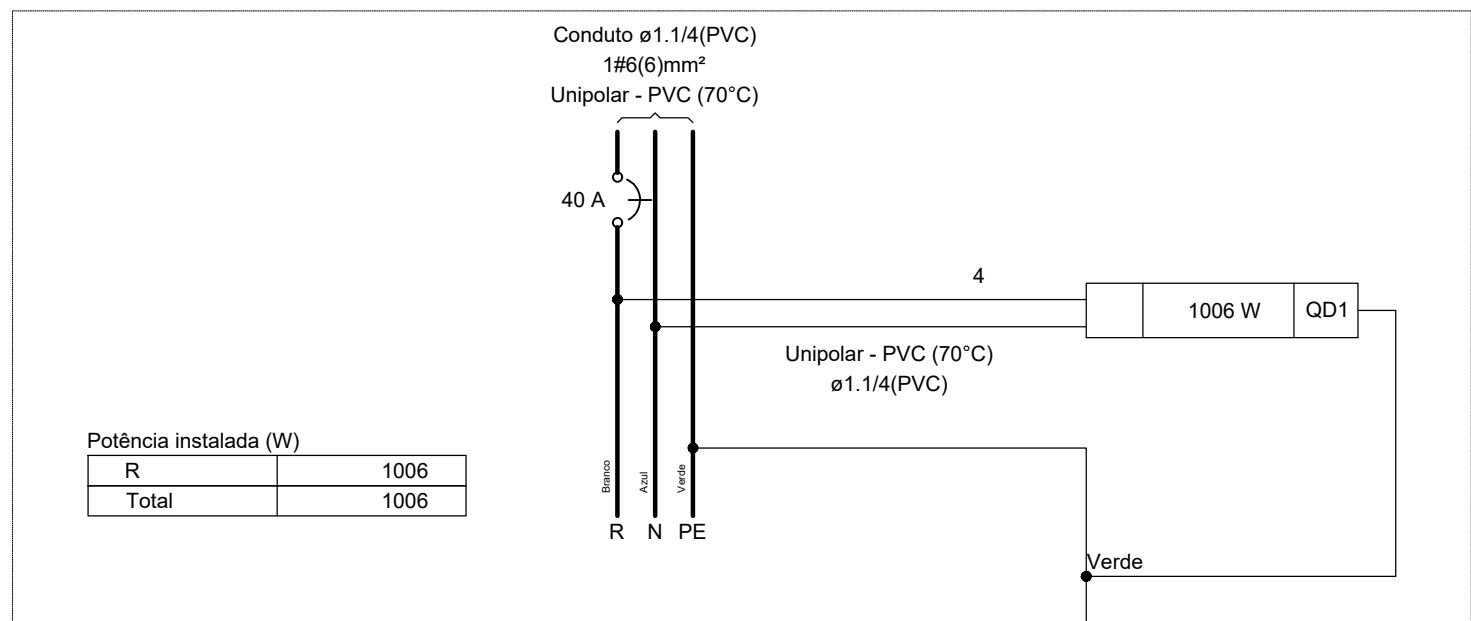 Conduto ø1.1/4(PVC)
1#6(6)mm²
Unipolar - PVC (70°C)
40 A
4
1006 W QD1
Unipolar - PVC (70°C)
ø1.1/4(PVC)
Potência instalada (W)
R 1006
Total 1006
Branco
Azul
Verde
R N PE
Verde